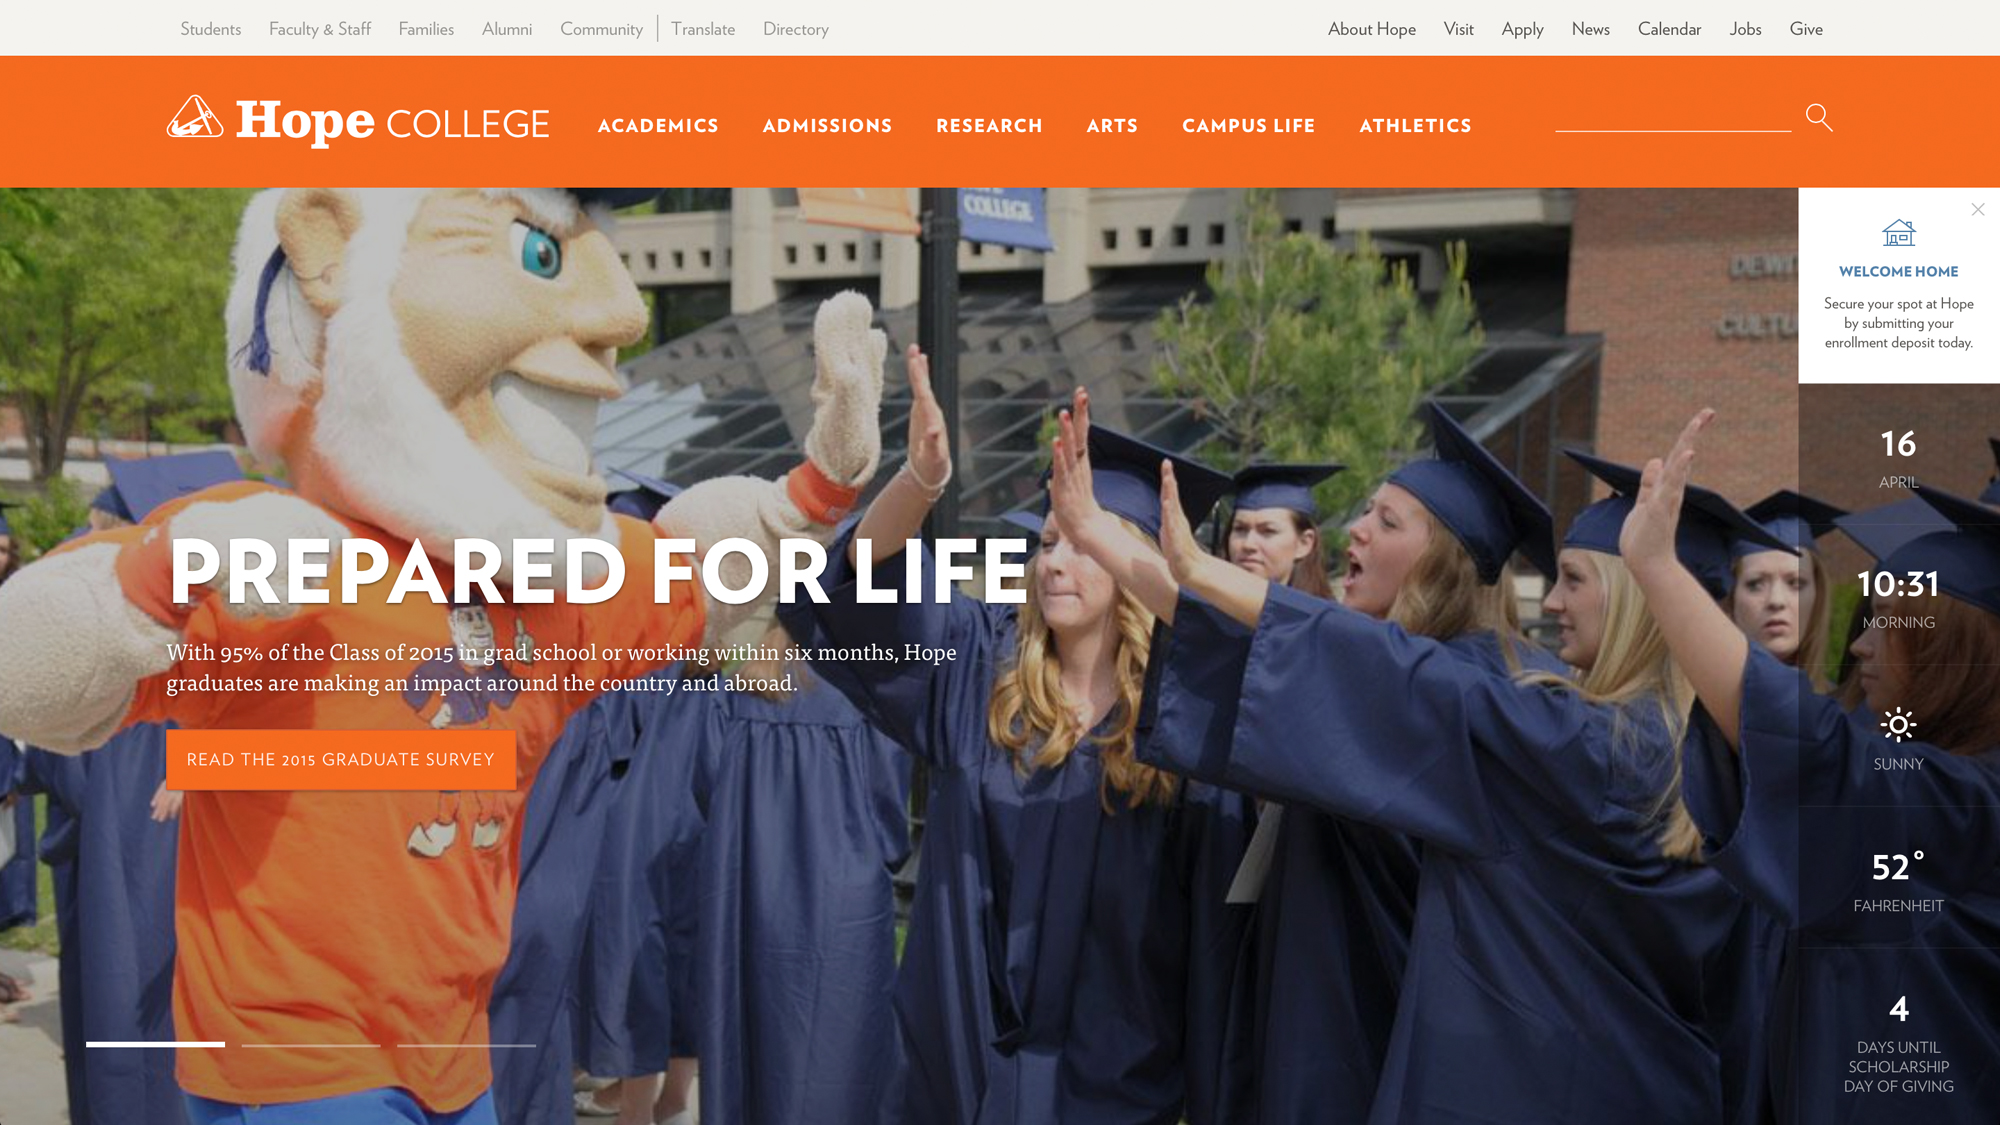 Students Faculty & Staff Families Alumni Community Translate Directory About Hope Visit Apply News Calendar Jobs Give
Hope COLLEGE ACADEMICS ADMISSIONS RESEARCH ARTS CAMPUS LIFE ATHLETICS
COLLEGE
WELCOME HOME
Secure your spot at Hope
by submitting your
enrollment deposit today.
16
APRIL
10:31
MORNING
SUNNY
52°
FAHRENHEIT
4
DAYS UNTIL
SCHOLARSHIP
DAY OF GIVING
PREPARED FOR LIFE
With 95% of the Class of 2015 in grad school or working within six months, Hope
graduates are making an impact around the country and abroad.
READ THE 2015 GRADUATE SURVEY